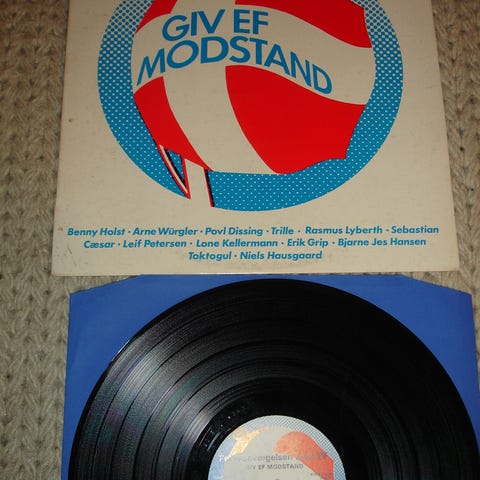 GIV EF
MODSTAND
Benny Holst · Arne Würgler · Povl Dissing · Trille · Rasmus Lyberth · Sebastian
Cæsar · Leif Petersen · Lone Kellermann · Erik Grip · Bjarne Jes Hansen
Toktogul · Niels Hausgaard
GIV EF MODSTAND